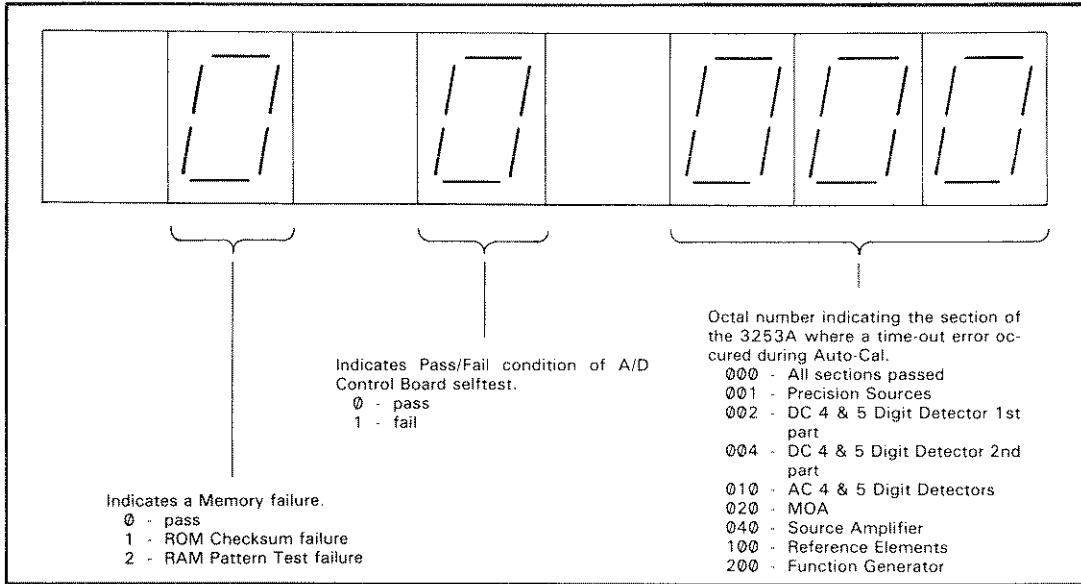 0 0 000
Indicates a Memory failure.
0 - pass
1 - ROM Checksum failure
2 - RAM Pattern Test failure
Indicates Pass/Fail condition of A/D
Control Board selftest.
0 - pass
1 - fail
Octal number indicating the section of
the 3253A where a time-out error oc-
cured during Auto-Cal.
000 - All sections passed
001 - Precision Sources
002 - DC 4 & 5 Digit Detector 1st
part
004 - DC 4 & 5 Digit Detector 2nd
part
010 - AC 4 & 5 Digit Detectors
020 - MOA
040 - Source Amplifier
100 - Reference Elements
200 - Function Generator